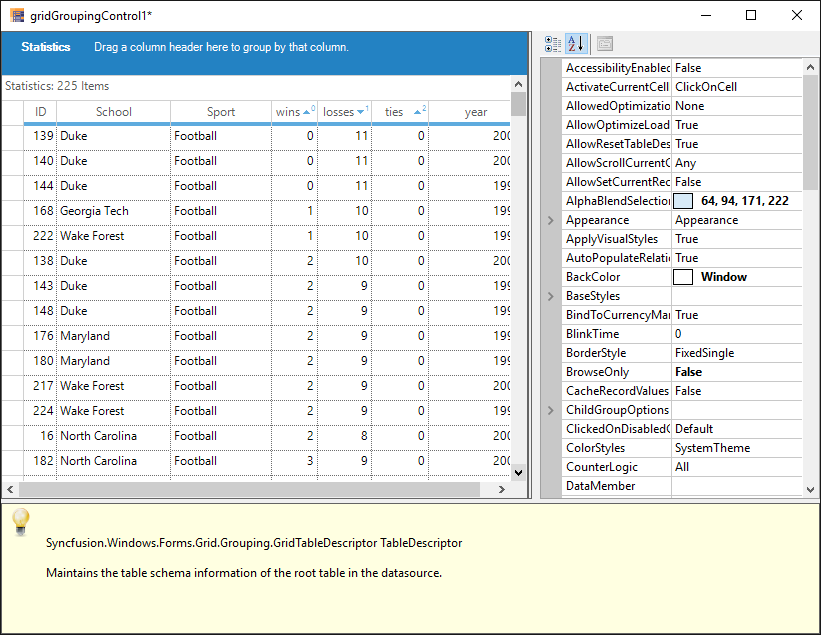 gridGroupingControl1*
Statistics Drag a column header here to group by that column.
Statistics: 225 Items
ID School Sport wins 0 losses 1 ties 2 year
139 Duke Football 0 11 0 200
140 Duke Football 0 11 0 200
144 Duke Football 0 11 0 199
168 Georgia Tech Football 1 10 0 199
222 Wake Forest Football 1 10 0 199
138 Duke Football 2 10 0 200
143 Duke Football 2 9 0 199
148 Duke Football 2 9 0 199
176 Maryland Football 2 9 0 199
180 Maryland Football 2 9 0 199
217 Wake Forest Football 2 9 0 200
224 Wake Forest Football 2 9 0 199
16 North Carolina Football 2 8 0 200
182 North Carolina Football 3 9 0 200
AccessibilityEnabled False
ActivateCurrentCell ClickOnCell
AllowedOptimizatio None
AllowOptimizeLoad True
AllowResetTableDes True
AllowScrollCurrentC Any
AllowSetCurrentRec False
AlphaBlendSelection 64, 94, 171, 222
Appearance Appearance
ApplyVisualStyles True
AutoPopulateRelati True
BackColor Window
BaseStyles
BindToCurrencyMan True
BlinkTime 0
BorderStyle FixedSingle
BrowseOnly False
CacheRecordValues False
ChildGroupOptions
ClickedOnDisabledC Default
ColorStyles SystemTheme
CounterLogic All
DataMember
Syncfusion.Windows.Forms.Grid.Grouping.GridTableDescriptor TableDescriptor
Maintains the table schema information of the root table in the datasource.